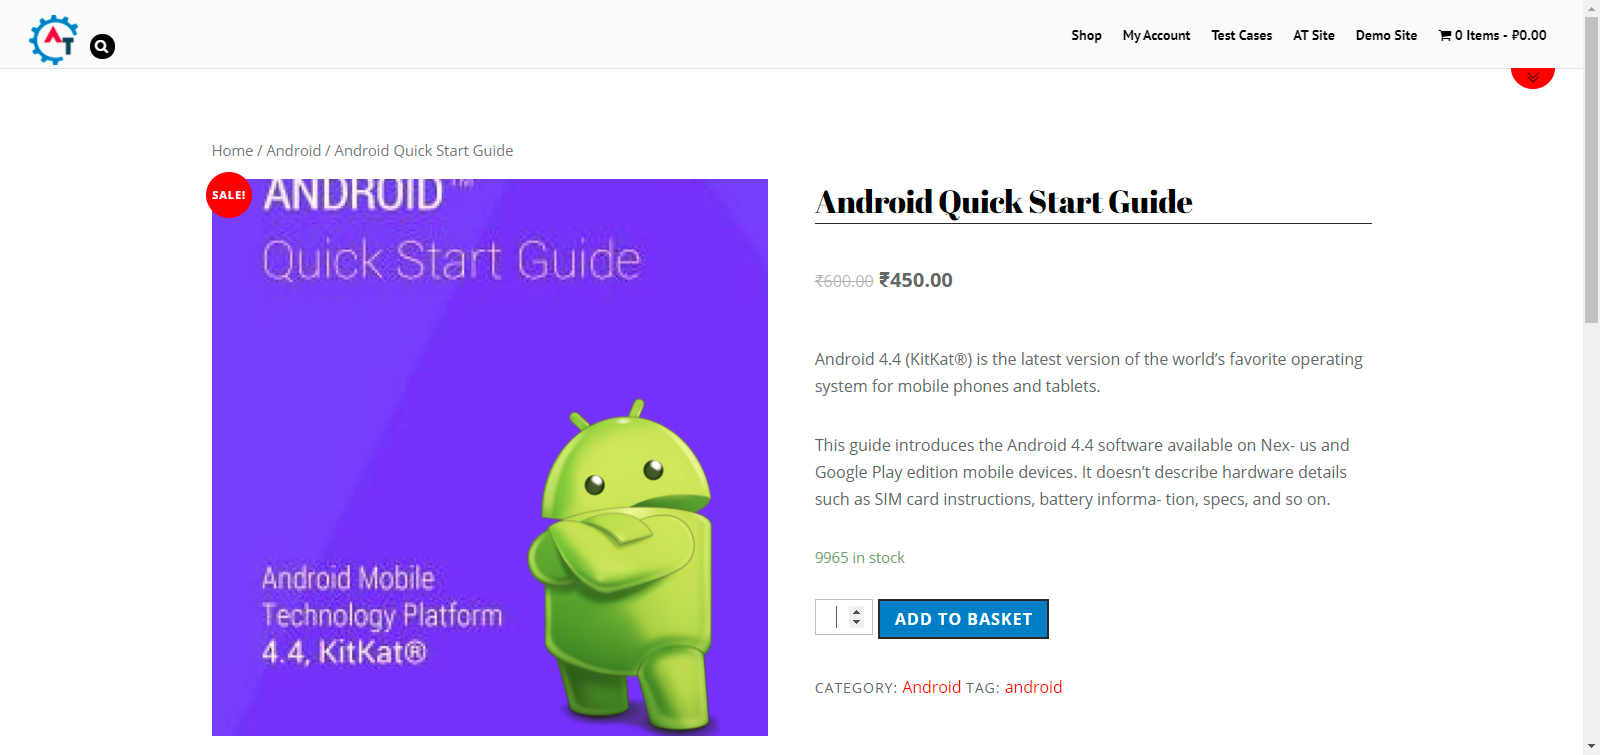 AT
Shop My Account Test Cases AT Site Demo Site 0 Items - ₽0.00
Home / Android / Android Quick Start Guide
SALE!
ANDROID™
Quick Start Guide
Android Mobile
Technology Platform
4.4, KitKat®
Android Quick Start Guide
₹600.00 ₹450.00
Android 4.4 (KitKat®) is the latest version of the world’s favorite operating
system for mobile phones and tablets.
This guide introduces the Android 4.4 software available on Nex- us and
Google Play edition mobile devices. It doesn’t describe hardware details
such as SIM card instructions, battery informa- tion, specs, and so on.
9965 in stock
ADD TO BASKET
CATEGORY: Android TAG: android